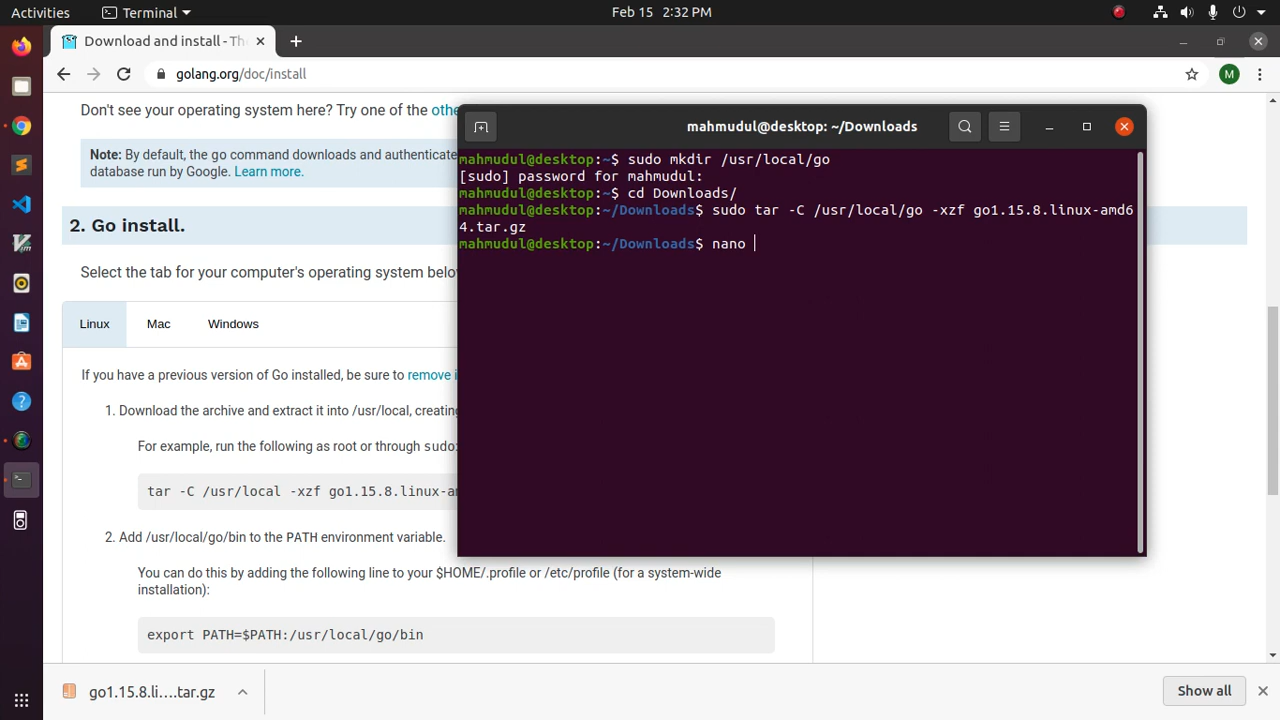 Activities
Terminal
Feb 15 2:32 PM
Download and install - Th
golang.org/doc/install
M
Don't see your operating system here? Try one of the othe
Note: By default, the go command downloads and authenticate
database run by Google. Learn more.
2. Go install.
Select the tab for your computer's operating system belo
Linux
Mac
Windows
If you have a previous version of Go installed, be sure to remove i
1. Download the archive and extract it into /usr/local, creating
For example, run the following as root or through sudo:
tar -C /usr/local -xzf go1.15.8.linux-am
2. Add /usr/local/go/bin to the PATH environment variable.
You can do this by adding the following line to your $HOME/.profile or /etc/profile (for a system-wide
installation):
export PATH=$PATH:/usr/local/go/bin
mahmudul@desktop: ~/Downloads
mahmudul@desktop:~$ sudo mkdir /usr/local/go
[sudo] password for mahmudul:
mahmudul@desktop:~$ cd Downloads/
mahmudul@desktop:~/Downloads$ sudo tar -C /usr/local/go -xzf go1.15.8.linux-amd6
4.tar.gz
mahmudul@desktop:~/Downloads$ nano
go1.15.8.li....tar.gz
Show all